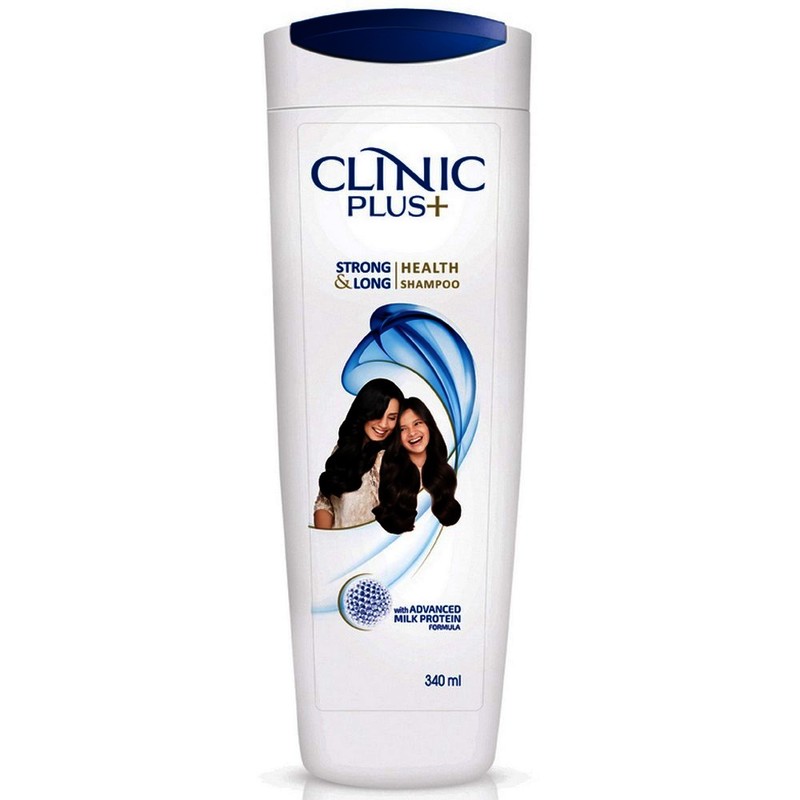 CLINIC
PLUS+
STRONG
&LONG
HEALTH
SHAMPOO
with ADVANCED
MILK PROTEIN
FORMULA
340 ml